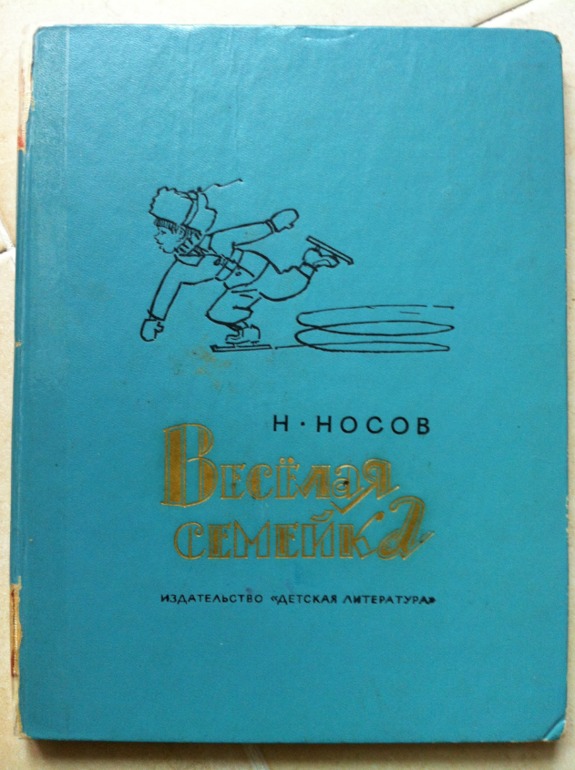 Н·НОСОВ
Весёлая
семейка
ИЗДАТЕЛЬСТВО «ДЕТСКАЯ ЛИТЕРАТУРА»